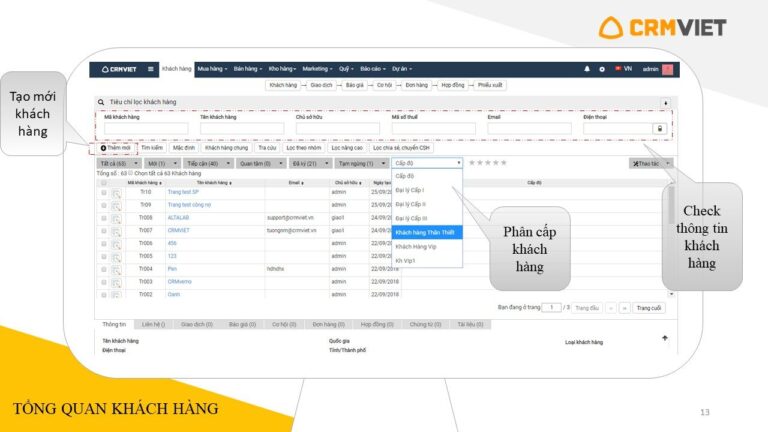 CRMVIET
CRMVIET Khách hàng Mua hàng Bán hàng Kho hàng Marketing Quỹ Báo cáo Dự án VN admin
Khách hàng Giao dịch Báo giá Cơ hội Đơn hàng Hợp đồng Phiếu xuất
Tạo mới khách hàng
Tiêu chí lọc khách hàng
Mã khách hàng Tên khách hàng Chủ sở hữu Mã số thuế Email Điện thoại
Thêm mới Tìm kiếm Mặc định Khách hàng chung Tra cứu Lọc theo nhóm Lọc nâng cao Lọc chia sẻ, chuyển CSH
Tất cả (63) Mới (1) Tiếp cận (40) Quan tâm (0) Đã ký (21) Tạm ngừng (1) Cấp độ Thao tác
Tổng số : 63 Chọn tất cả 63 Khách hàng
Mã khách hàng Tên khách hàng Email Chủ sở hữu Ngày tạo Cấp độ
Tr10 Trang test SP admin 25/09/2018
Tr09 Trang test công nợ admin 25/09/2018
Tr008 ALTALAB support@crmviet.vn giao1 24/09/2018
Tr007 tuongnm@crmviet.vn giao1 24/09/2018
Tr006 456 admin 22/09/2018
Tr005 123 admin 22/09/2018
Tr004 Pen hdhdhx admin 22/09/2018
Tr003 CRMvemo admin 22/09/2018
Tr002 Oanh admin 22/09/2018
Cấp độ
Đại lý Cấp I
Đại lý Cấp II
Đại lý Cấp III
Khách hàng Thân Thiết
Khách Hàng Vip
Kh Vip1
Phân cấp khách hàng
Check thông tin khách hàng
Bạn đang ở trang 1 / 3 Trang đầu « » Trang cuối
Thông tin Liên hệ () Giao dịch (0) Báo giá (0) Cơ hội (0) Đơn hàng (0) Hợp đồng (0) Chứng từ (0) Tài liệu (0)
Tên khách hàng Quốc gia Loại khách hàng
Điện thoại Tỉnh/Thành phố
TỔNG QUAN KHÁCH HÀNG
13